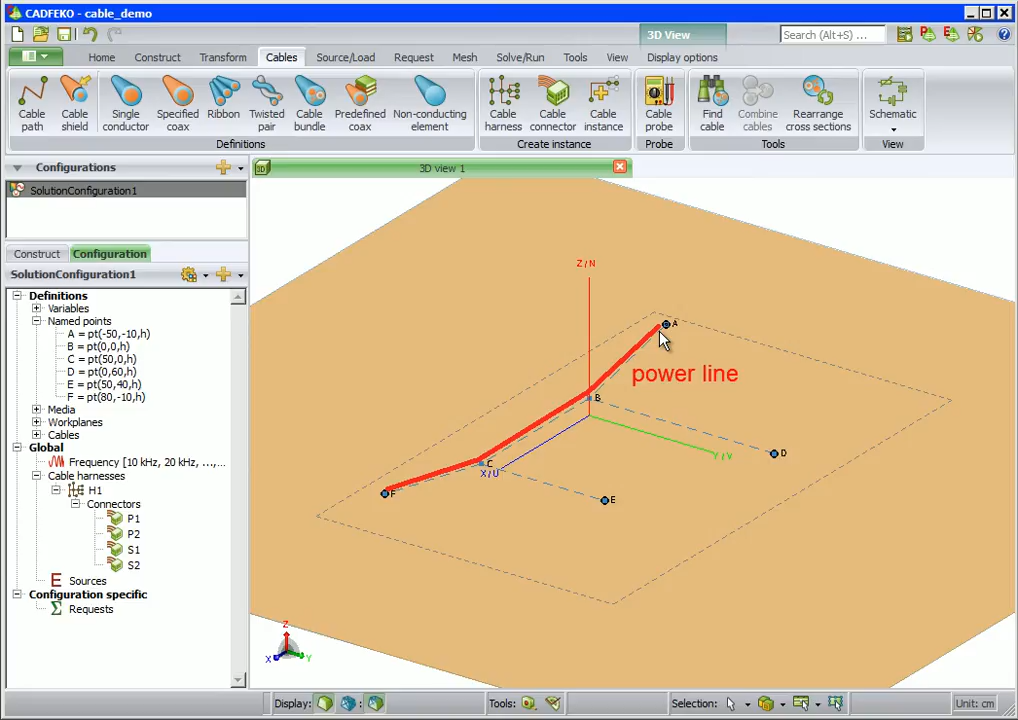 CADFEKO - cable_demo
3D View
Search (Alt+S) ...
Home Construct Transform Cables Source/Load Request Mesh Solve/Run Tools View Display options
Cable path
Cable shield
Single conductor
Specified coax
Ribbon
Twisted pair
Cable bundle
Predefined coax
Non-conducting element
Cable harness
Cable connector
Cable instance
Cable probe
Find cable
Combine cables
Rearrange cross sections
Schematic
Definitions Create instance Probe Tools View
Configurations
3D view 1
SolutionConfiguration1
Construct Configuration
SolutionConfiguration1
Definitions
Variables
Named points
A = pt(-50,-10,h)
B = pt(0,0,h)
C = pt(50,0,h)
D = pt(0,60,h)
E = pt(50,40,h)
F = pt(80,-10,h)
Media
Workplanes
Cables
Global
Frequency [10 kHz, 20 kHz, ...,...
Cable harnesses
H1
Connectors
P1
P2
S1
S2
E Sources
Configuration specific
Σ Requests
Z/N
A
power line
B
Y/V
D
C
X/U
F
E
Z
X
Y
Display:
Tools:
Selection:
Unit: cm